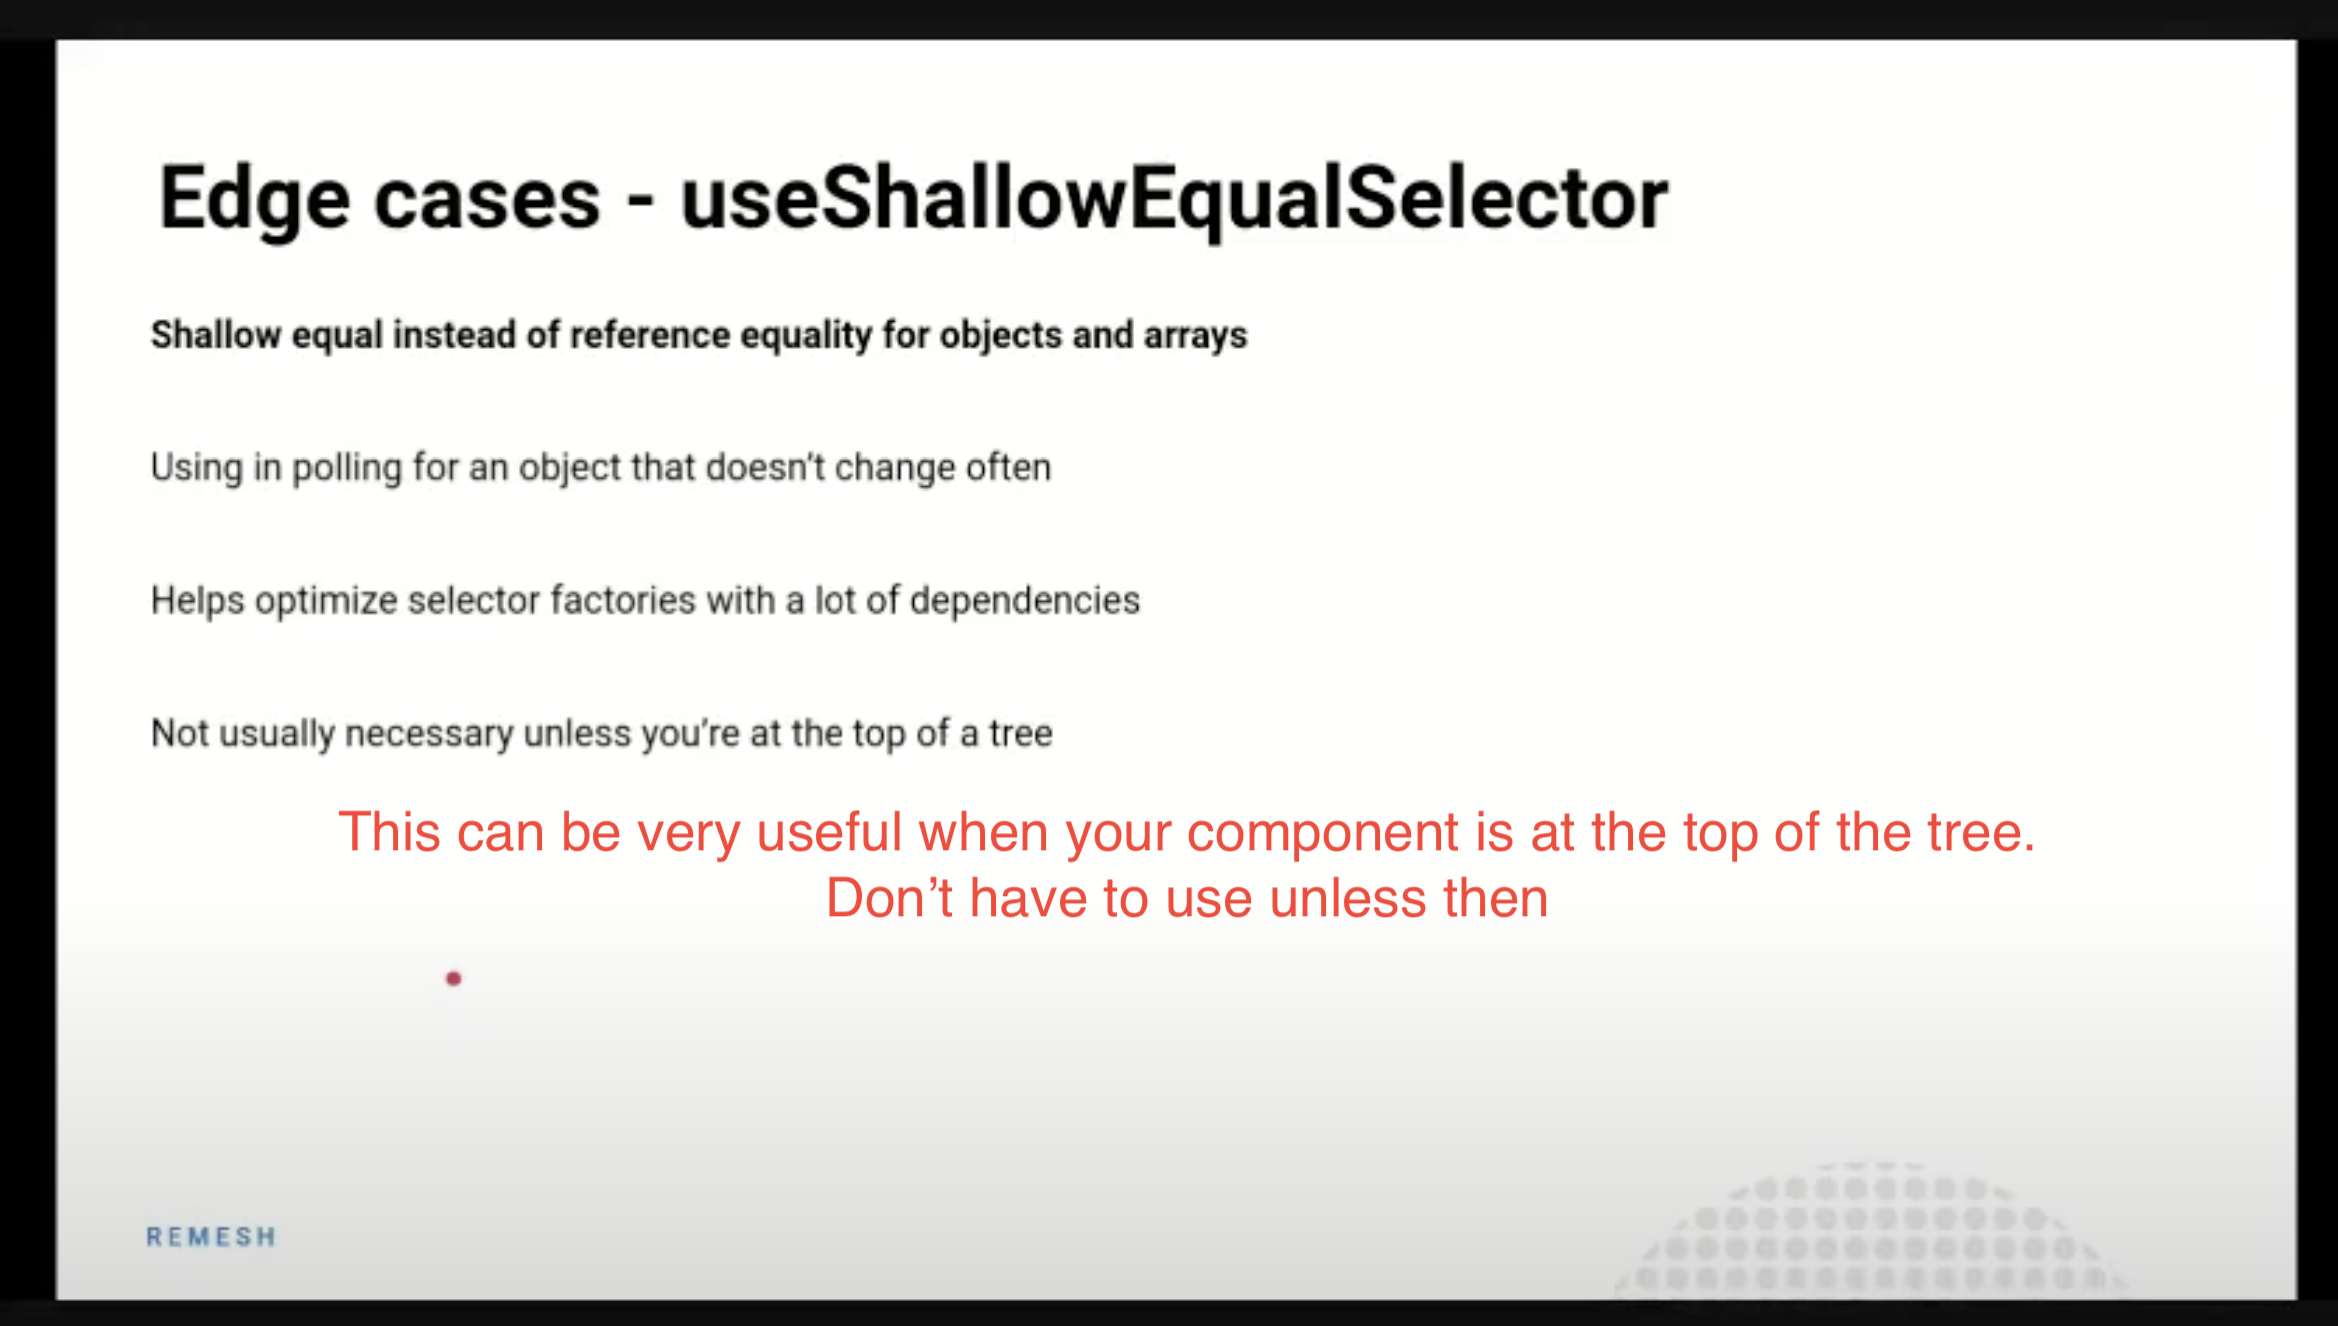 Edge cases - useShallowEqualSelector
Shallow equal instead of reference equality for objects and arrays
Using in polling for an object that doesn’t change often
Helps optimize selector factories with a lot of dependencies
Not usually necessary unless you’re at the top of a tree
This can be very useful when your component is at the top of the tree.
Don’t have to use unless then
REMESH